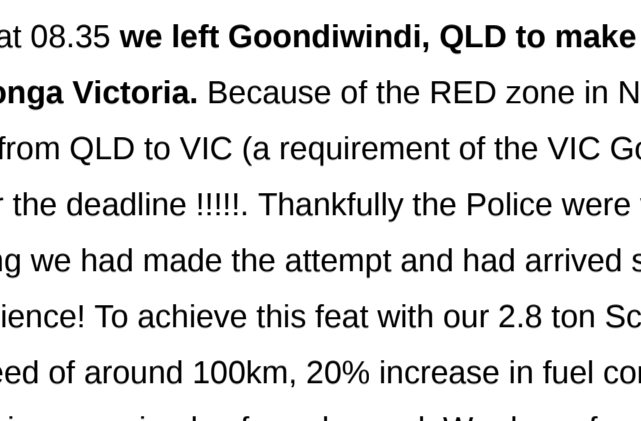 at 08.35 we left Goondiwindi, QLD to make
onga Victoria. Because of the RED zone in N
from QLD to VIC (a requirement of the VIC Go
the deadline !!!!!. Thankfully the Police were
ng we had made the attempt and had arrived s
ience! To achieve this feat with our 2.8 ton Sc
eed of around 100km, 20% increase in fuel con